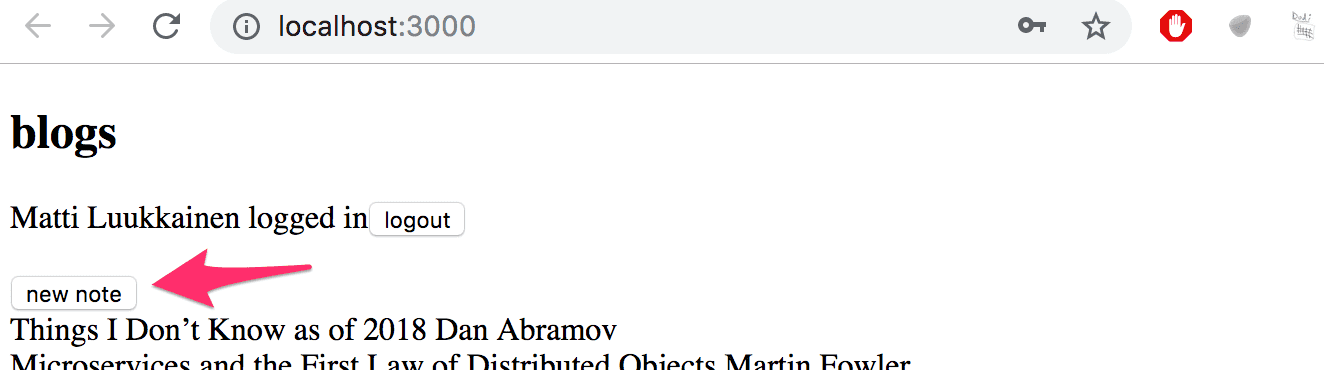 localhost:3000
blogs
Matti Luukkainen logged in logout
new note
Things I Don’t Know as of 2018 Dan Abramov
Microservices and the First Law of Distributed Objects Martin Fowler